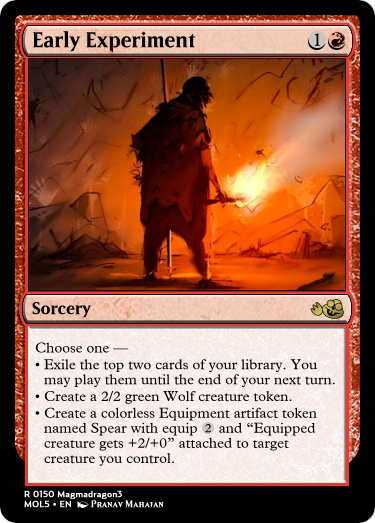 Early Experiment 1
Sorcery
Choose one —
• Exile the top two cards of your library. You
may play them until the end of your next turn.
• Create a 2/2 green Wolf creature token.
• Create a colorless Equipment artifact token
named Spear with equip 2 and “Equipped
creature gets +2/+0” attached to target
creature you control.
R 0150 Magmadragon3
MOL5 • EN Pranav Mahajan